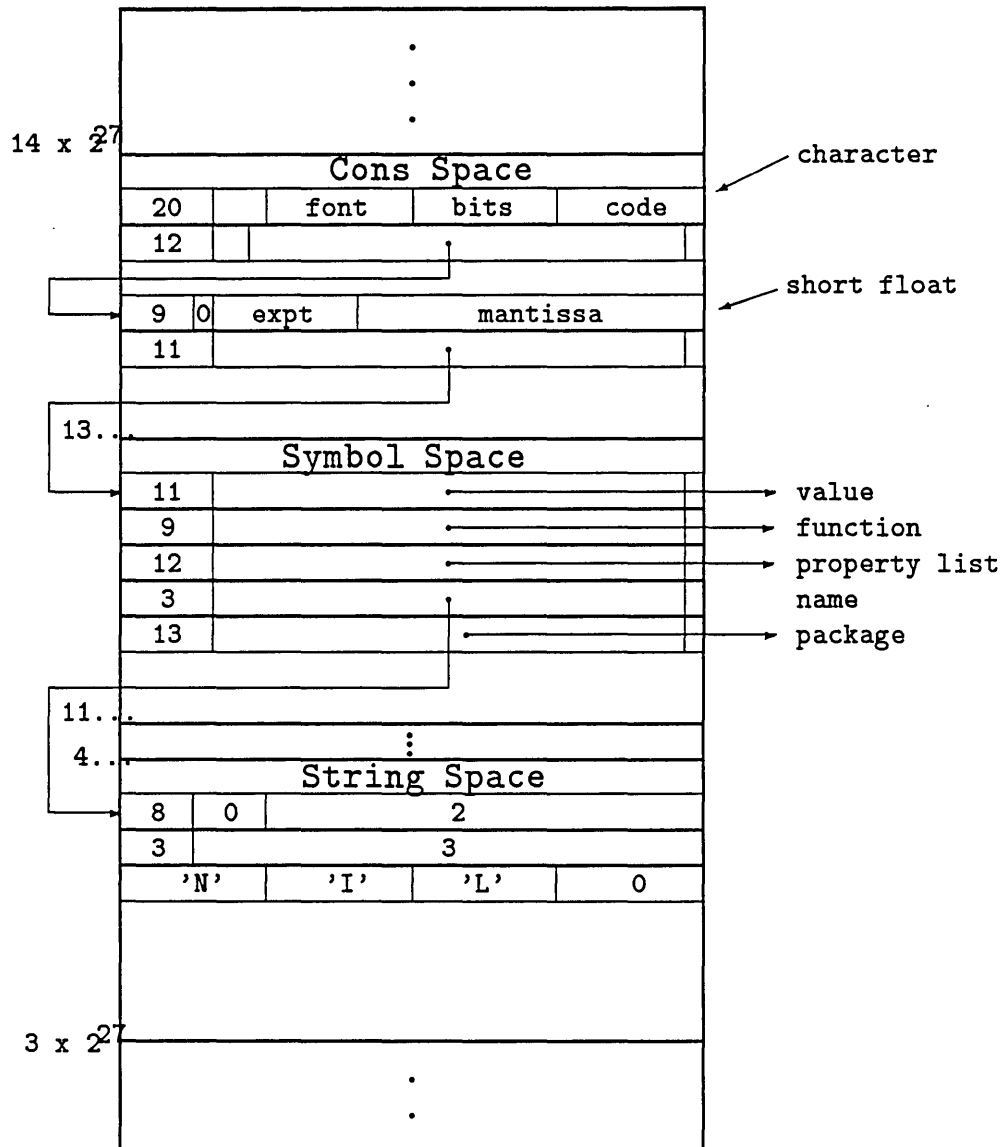 14 x 2^27
Cons Space
character
20 font bits code
12
short float
9 0 expt mantissa
11
13...
Symbol Space
11 value
9 function
12 property list
3 name
13 package
11...
4...
String Space
8 0 2
3 3
'N' 'I' 'L' 0
3 x 2^27